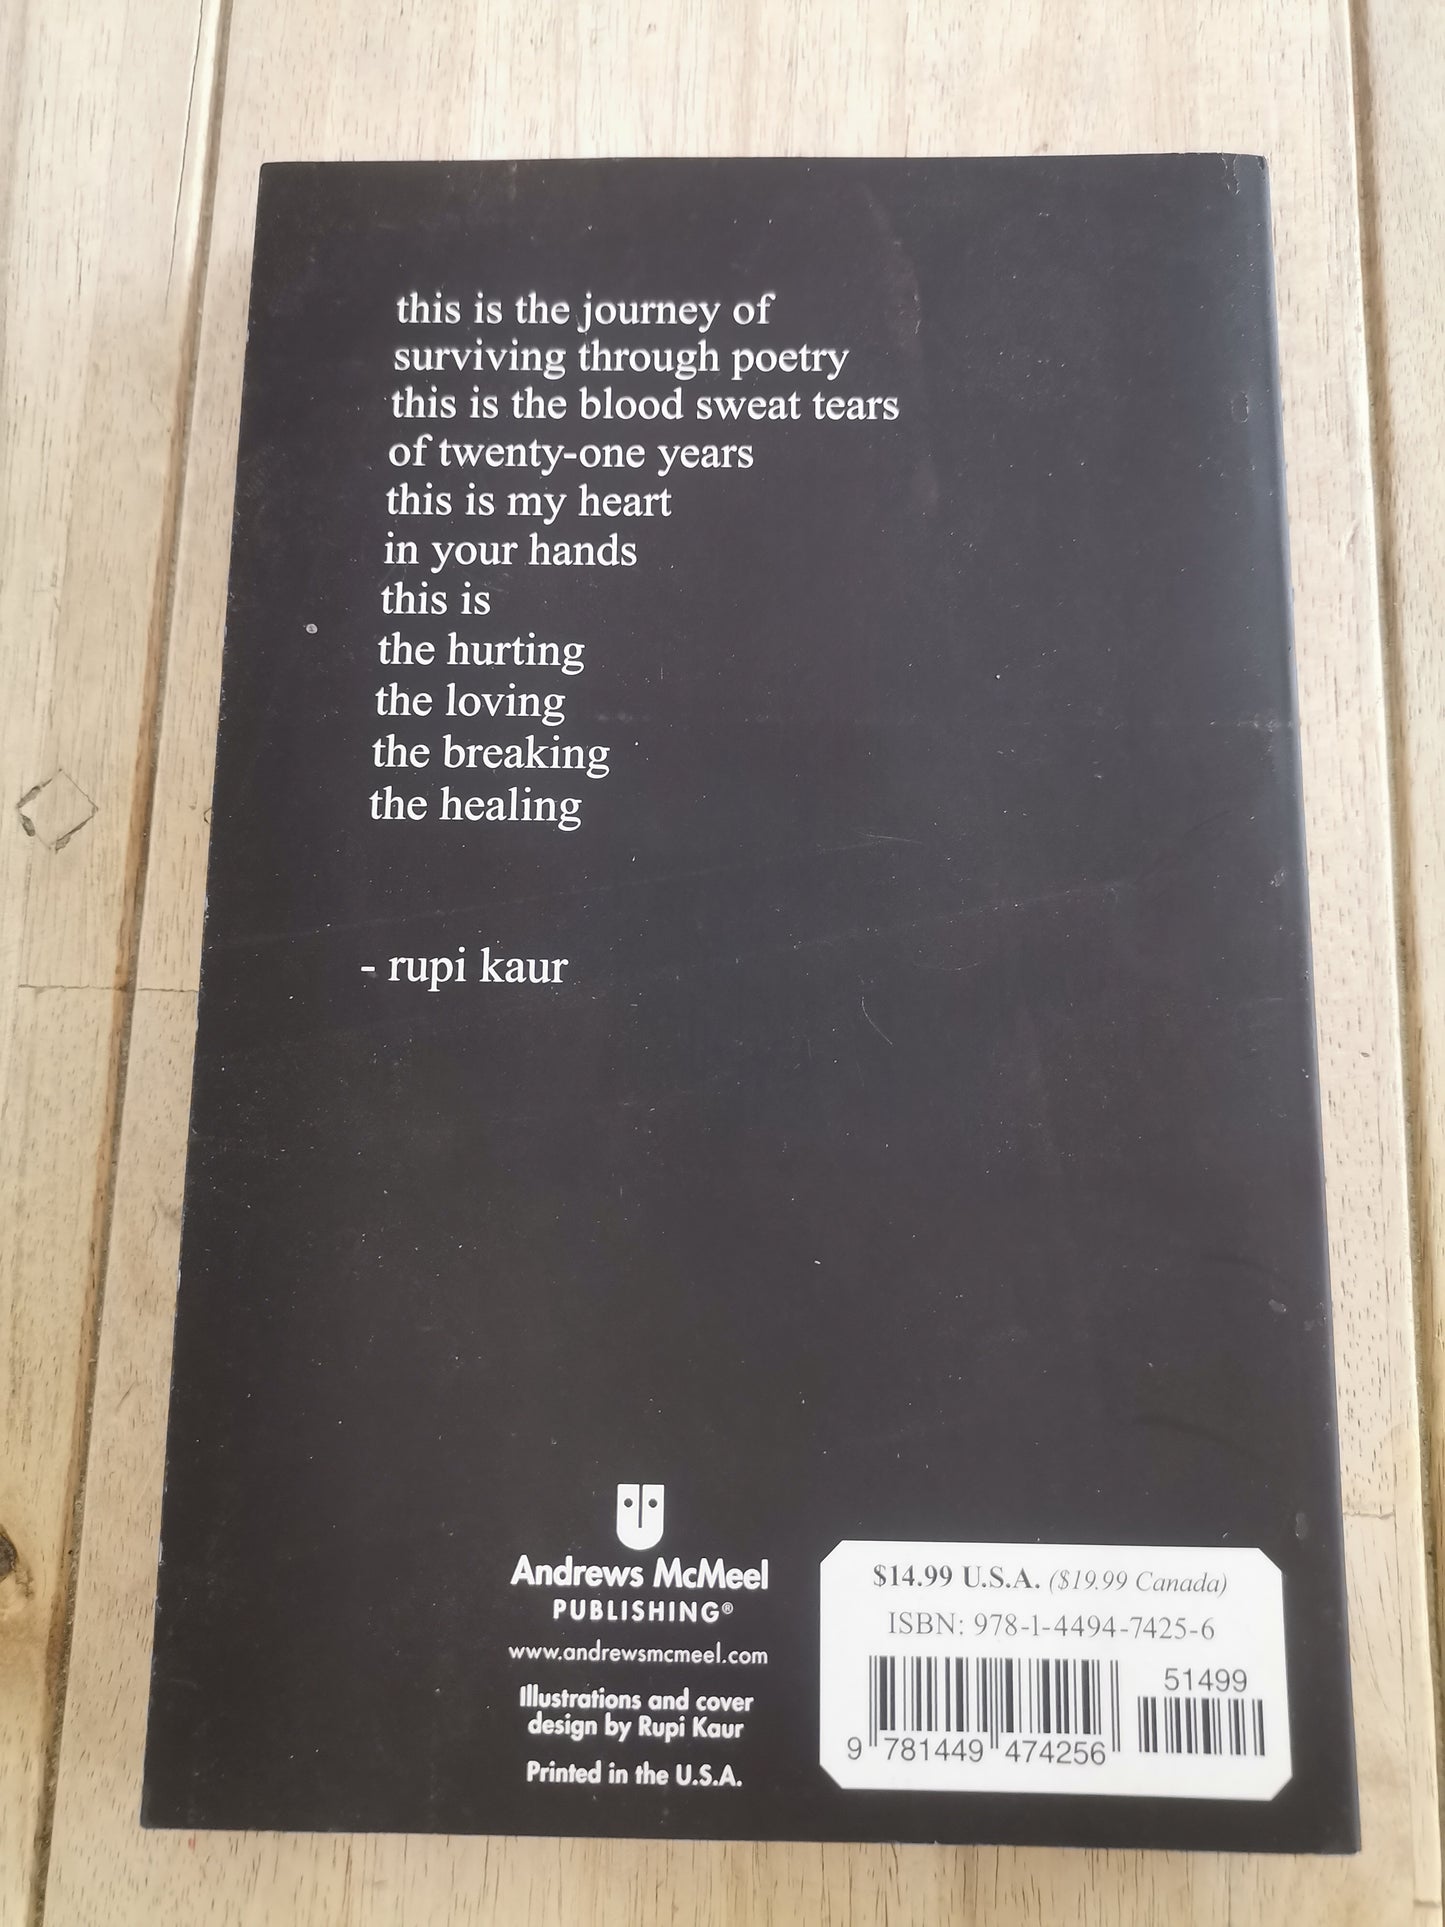 this is the journey of
surviving through poetry
this is the blood sweat tears
of twenty-one years
this is my heart
in your hands
this is
the hurting
the loving
the breaking
the healing
- rupi kaur
Andrews McMeel
PUBLISHING®
www.andrewsmcmeel.com
Illustrations and cover
design by Rupi Kaur
Printed in the U.S.A.
$14.99 U.S.A. ($19.99 Canada)
ISBN: 978-1-4494-7425-6
51499
9 781449 474256